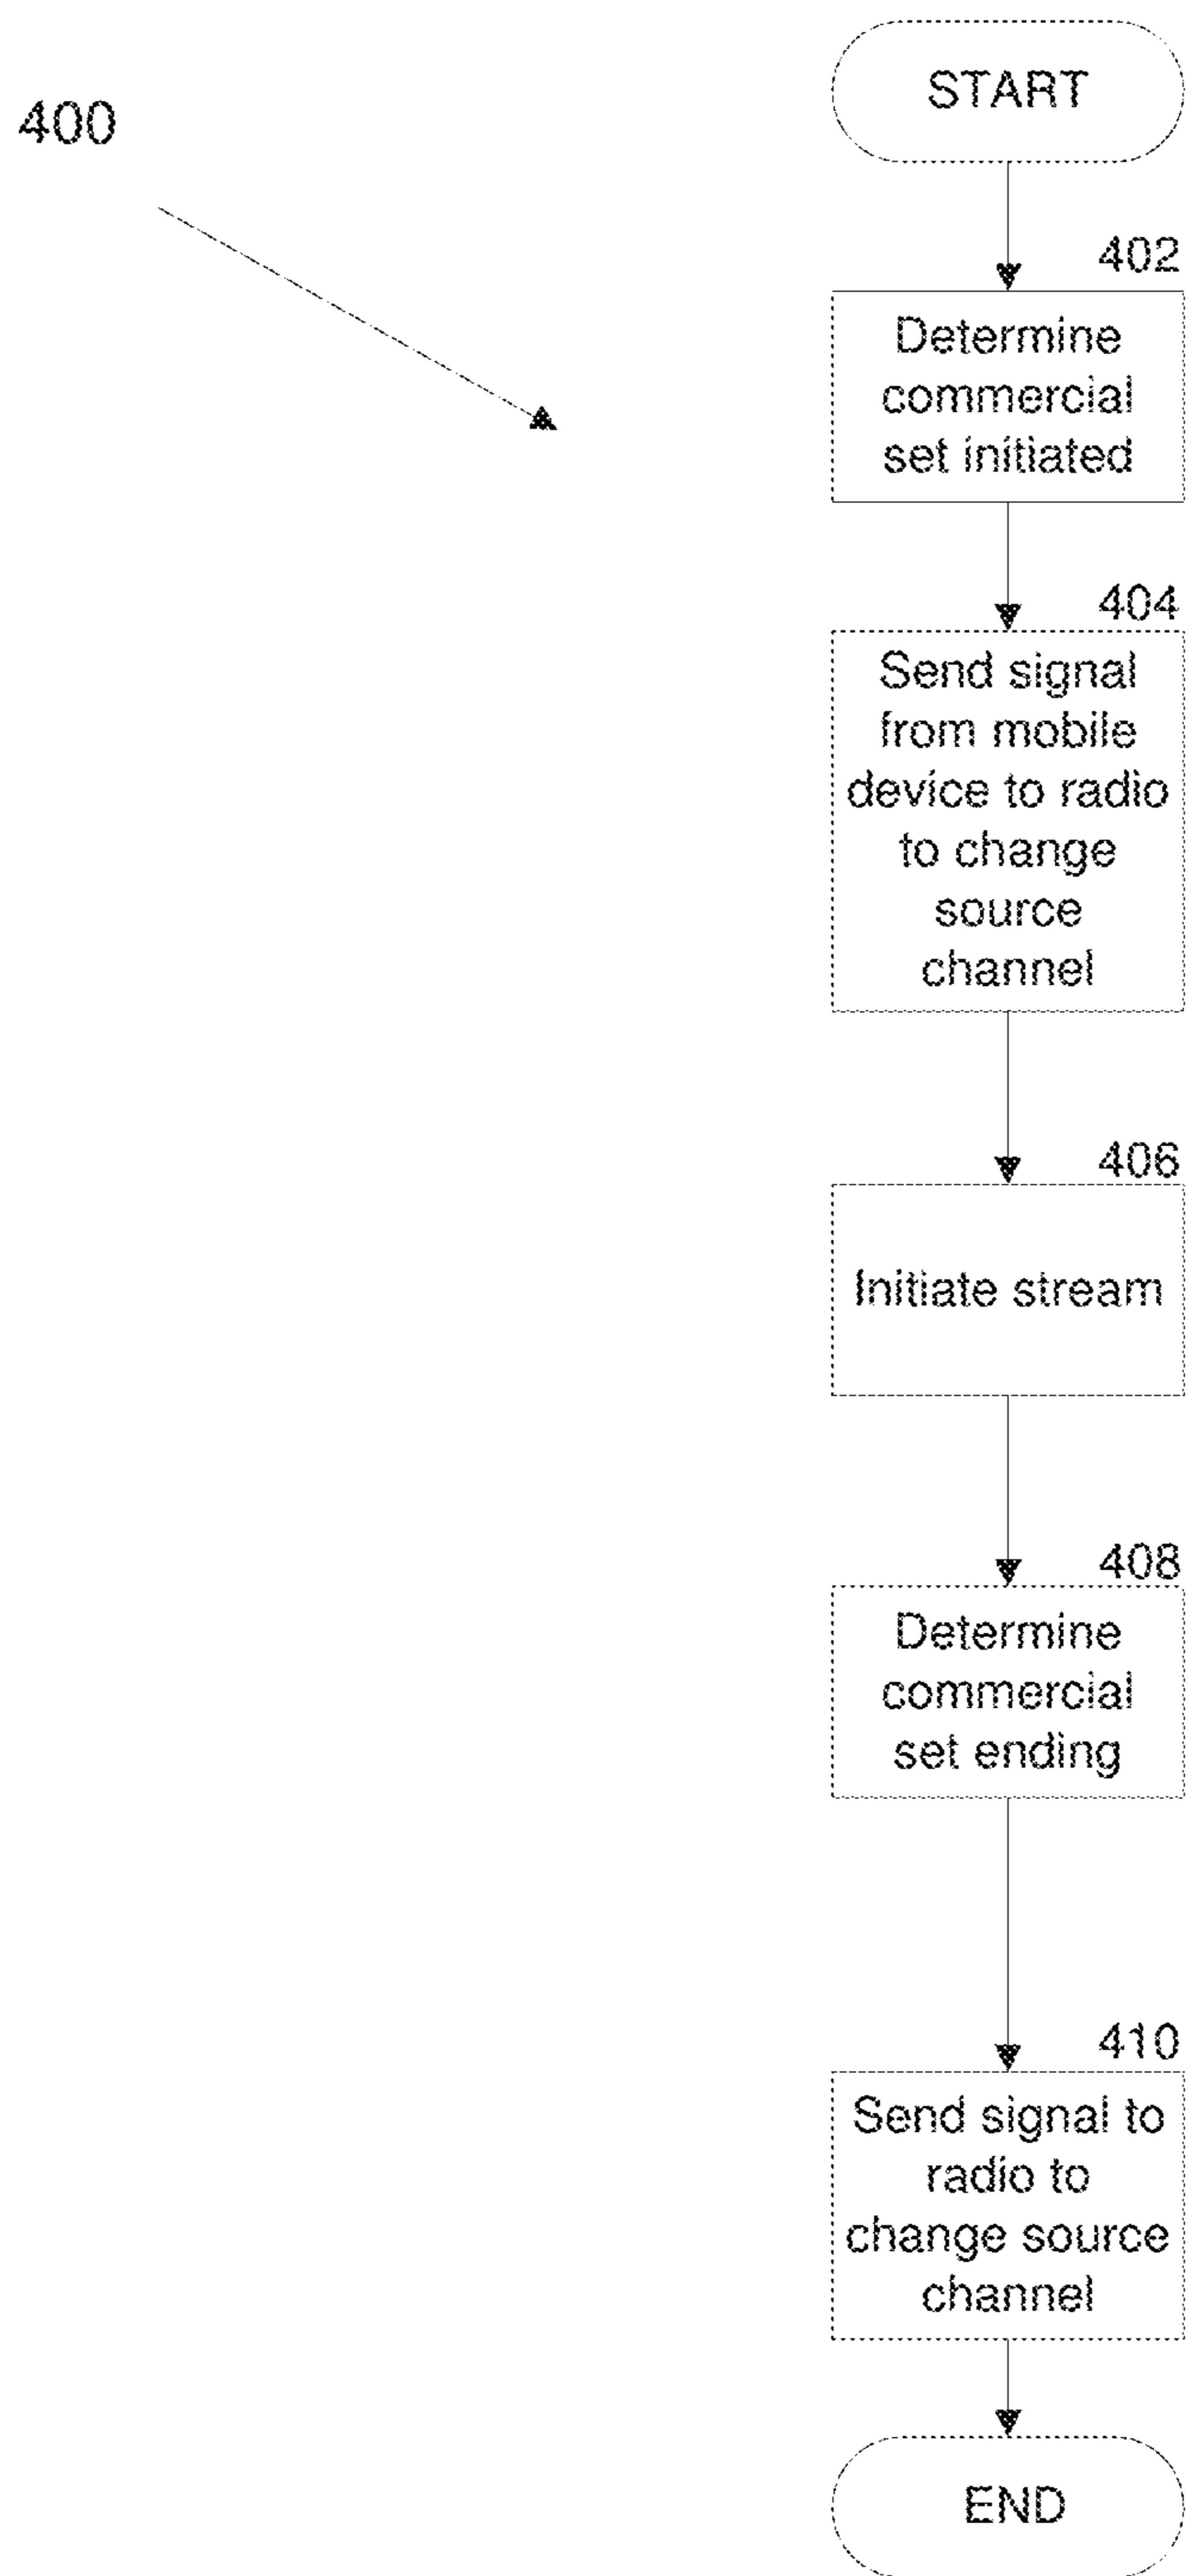 START
400
402
Determine
commercial
set initiated
404
Send signal
from mobile
device to radio
to change
source
channel
406
Initiate stream
408
Determine
commercial
set ending
410
Send signal to
radio to
change source
channel
END